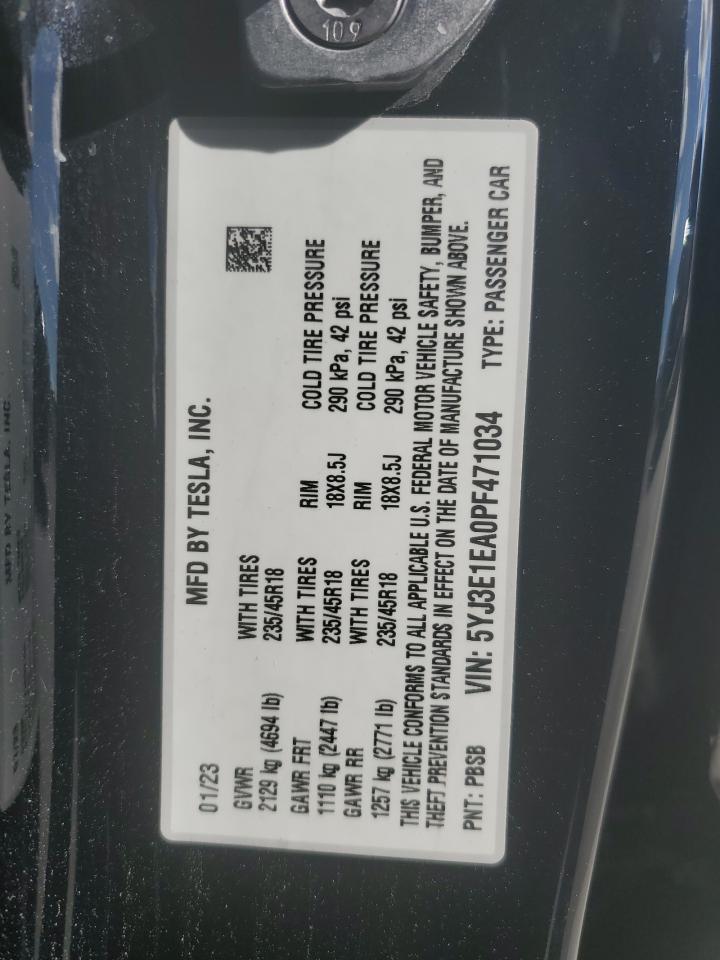 109
MFD BY TESLA, INC.
01/23
GVWR WITH TIRES
2129 kg (4694 lb) 235/45R18
GAWR FRT WITH TIRES RIM COLD TIRE PRESSURE
1110 kg (2447 lb) 235/45R18 18X8.5J 290 kPa, 42 psi
GAWR RR WITH TIRES RIM COLD TIRE PRESSURE
1257 kg (2771 lb) 235/45R18 18X8.5J 290 kPa, 42 psi
THIS VEHICLE CONFORMS TO ALL APPLICABLE U.S. FEDERAL MOTOR VEHICLE SAFETY, BUMPER, AND
THEFT PREVENTION STANDARDS IN EFFECT ON THE DATE OF MANUFACTURE SHOWN ABOVE.
PNT: PBSB VIN: 5YJ3E1EA0PF471034 TYPE: PASSENGER CAR
MFD BY TESLA, INC